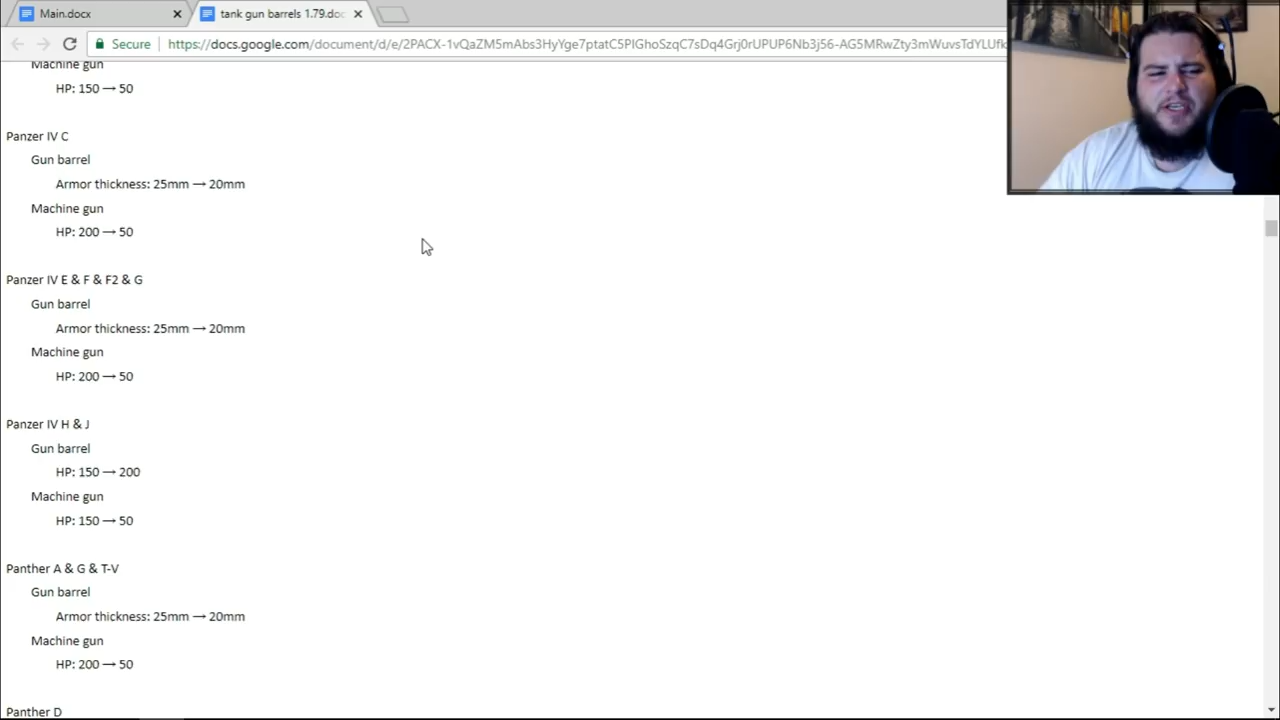 Main.docx
tank gun barrels 1.79.doc
Secure
https://docs.google.com/document/d/e/2PACX-1vQaZM5mAbs3HyYge7ptatC5PIGhoSzqC7sDq4Grj0rUPUP6Nb3j56-AG5MRwZty3mWuvsTdYLUfk
Machine gun
HP: 150 → 50
Panzer IV C
Gun barrel
Armor thickness: 25mm → 20mm
Machine gun
HP: 200 → 50
Panzer IV E & F & F2 & G
Gun barrel
Armor thickness: 25mm → 20mm
Machine gun
HP: 200 → 50
Panzer IV H & J
Gun barrel
HP: 150 → 200
Machine gun
HP: 150 → 50
Panther A & G & T-V
Gun barrel
Armor thickness: 25mm → 20mm
Machine gun
HP: 200 → 50
Panther D